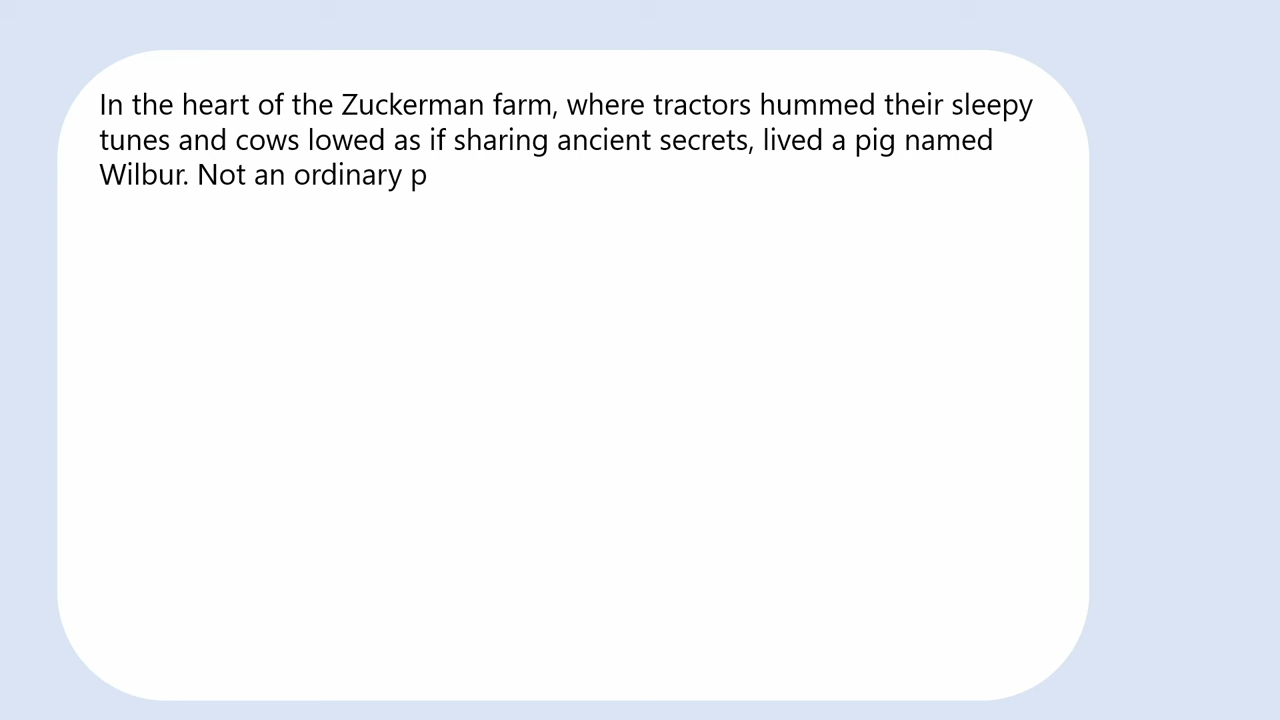 In the heart of the Zuckerman farm, where tractors hummed their sleepy
tunes and cows lowed as if sharing ancient secrets, lived a pig named
Wilbur. Not an ordinary p